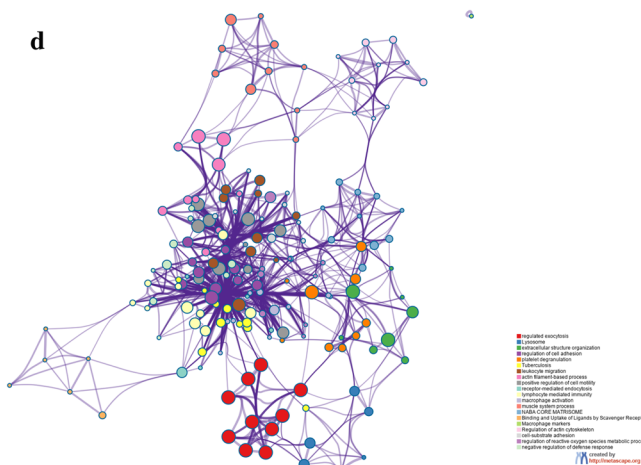 d
regulated exocytosis
Lysosome
extracellular structure organization
regulation of cell adhesion
platelet degranulation
Tuberculosis
leukocyte migration
actin filament-based process
positive regulation of cell motility
receptor-mediated endocytosis
lymphocyte mediated immunity
macrophage activation
muscle system process
NABA CORE MATRISOME
Binding and Uptake of Ligands by Scavenger Recep
Macrophage markers
Regulation of actin cytoskeleton
cell-substrate adhesion
regulation of reactive oxygen species metabolic proc
negative regulation of defense response
created by
http://metascape.org